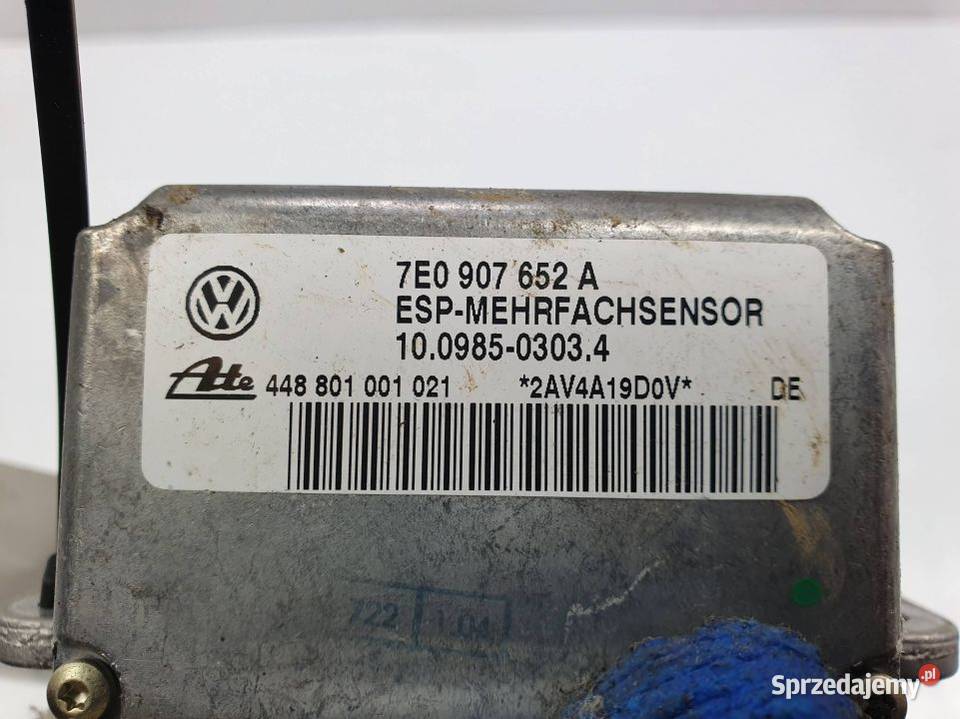 7E0 907 652 A
ESP-MEHRFACHSENSOR
10.0985-0303.4
Ate 448 801 001 021 *2AV4A19D0V* DE
722 1 04
Sprzedajemy.pl